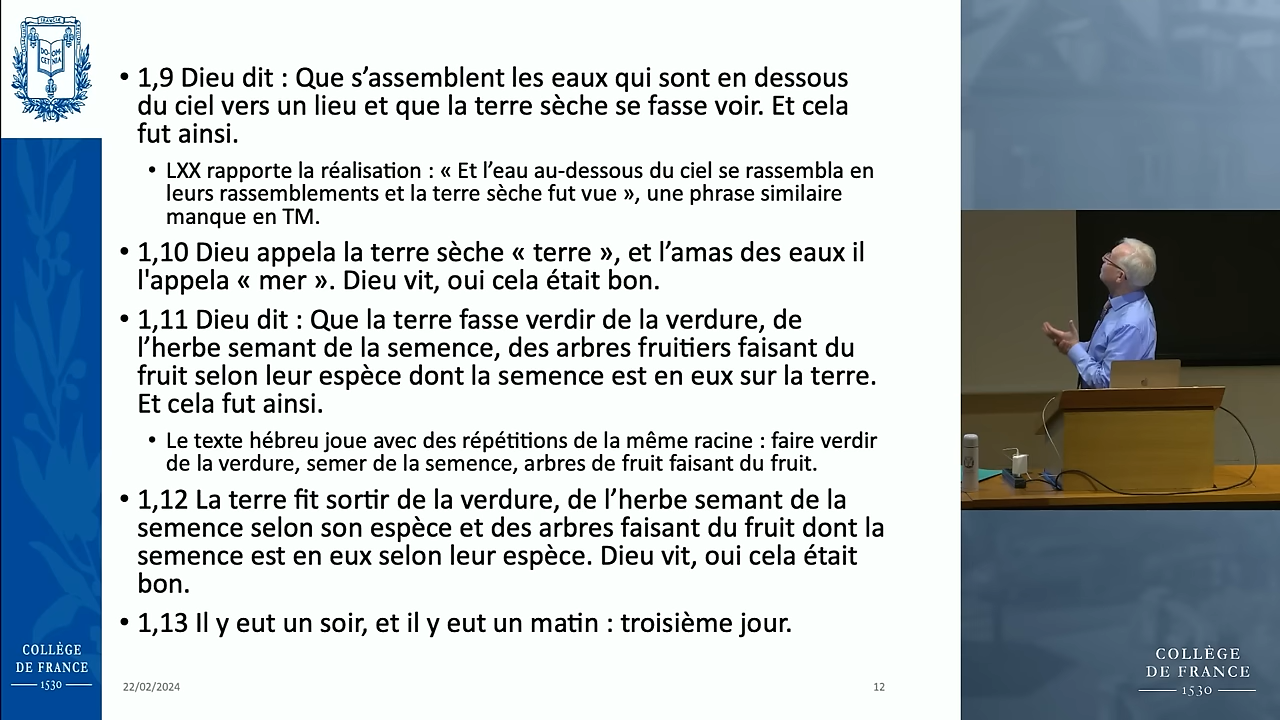 • 1,9 Dieu dit : Que s’assemblent les eaux qui sont en dessous
du ciel vers un lieu et que la terre sèche se fasse voir. Et cela
fut ainsi.
• LXX rapporte la réalisation : « Et l’eau au-dessous du ciel se rassembla en
leurs rassemblements et la terre sèche fut vue », une phrase similaire
manque en TM.
• 1,10 Dieu appela la terre sèche « terre », et l’amas des eaux il
l'appela « mer ». Dieu vit, oui cela était bon.
• 1,11 Dieu dit : Que la terre fasse verdir de la verdure, de
l’herbe semant de la semence, des arbres fruitiers faisant du
fruit selon leur espèce dont la semence est en eux sur la terre.
Et cela fut ainsi.
• Le texte hébreu joue avec des répétitions de la même racine : faire verdir
de la verdure, semer de la semence, arbres de fruit faisant du fruit.
• 1,12 La terre fit sortir de la verdure, de l’herbe semant de la
semence selon son espèce et des arbres faisant du fruit dont la
semence est en eux selon leur espèce. Dieu vit, oui cela était
bon.
• 1,13 Il y eut un soir, et il y eut un matin : troisième jour.
22/02/2024
12
COLLÈGE
DE FRANCE
1530
COLLÈGE
DE FRANCE
1530